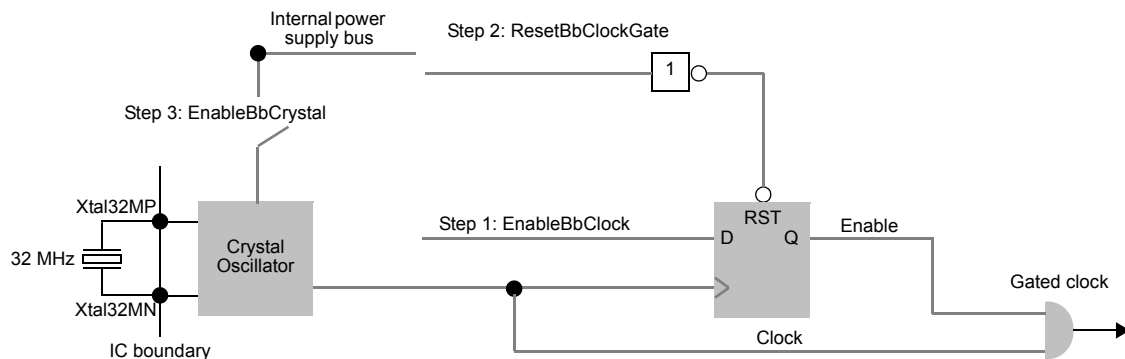 Internal power
supply bus
Step 2: ResetBbClockGate
1
Step 3: EnableBbCrystal
Xtal32MP
RST
Step 1: EnableBbClock
D
Q
Enable
Crystal
Oscillator
32 MHz
Gated clock
Xtal32MN
Clock
IC boundary